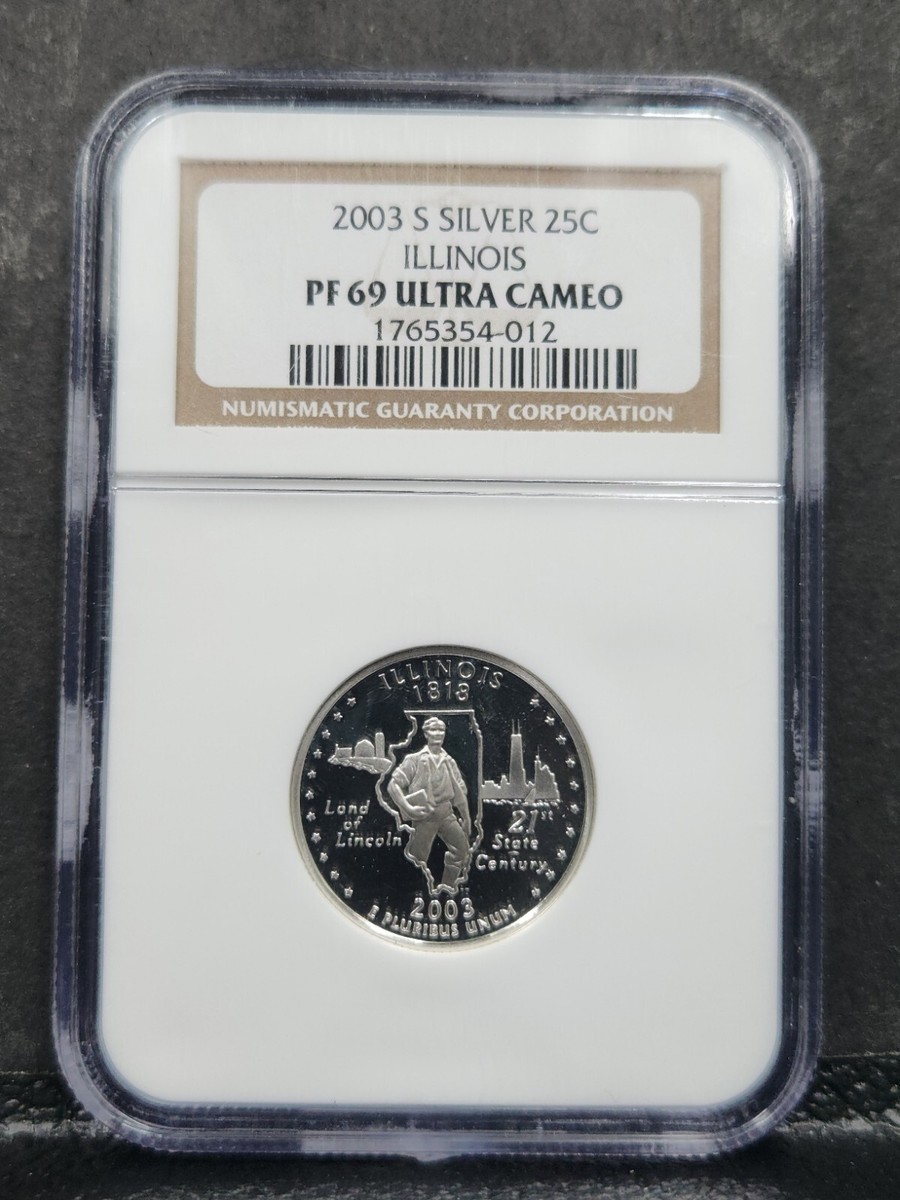 2003 S SILVER 25C
ILLINOIS
PF 69 ULTRA CAMEO
1765354-012
NUMISMATIC GUARANTY CORPORATION
ILLINOIS
1818
Land
of
Lincoln
21st
State
Century
2003
E PLURIBUS UNUM